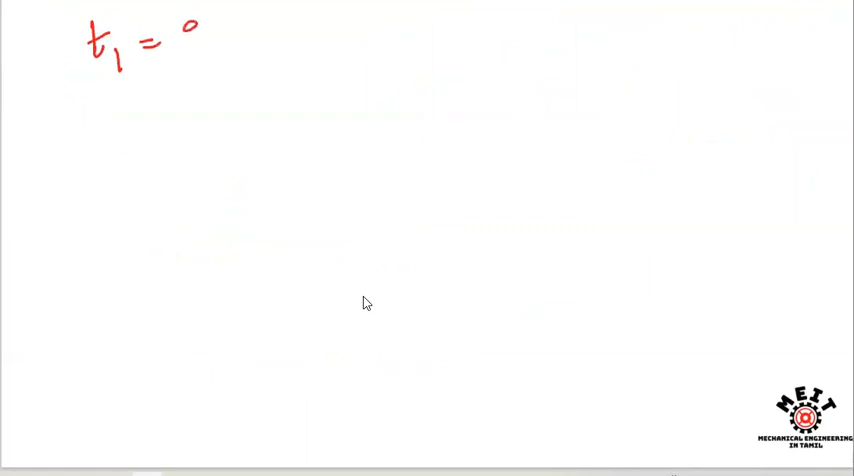 t₁ = 0
MEIT
MECHANICAL ENGINEERING
IN TAMIL